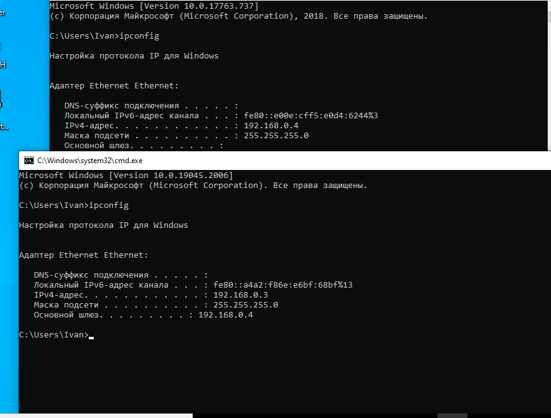 er
Microsoft Windows [Version 10.0.17763.737]
(c) Корпорация Майкрософт (Microsoft Corporation), 2018. Все права защищены.
C:\Users\Ivan>ipconfig
Настройка протокола IP для Windows
Адаптер Ethernet Ethernet:
DNS-суффикс подключения . . . . . :
Локальный IPv6-адрес канала . . . : fe80::e00e:cff5:e0d4:6244%3
IPv4-адрес. . . . . . . . . . . . : 192.168.0.4
Маска подсети . . . . . . . . . . : 255.255.255.0
Основной шлюз. . . . . . . . . :
C:\Windows\system32\cmd.exe
Microsoft Windows [Version 10.0.19045.2006]
(c) Корпорация Майкрософт (Microsoft Corporation). Все права защищены.
C:\Users\Ivan>ipconfig
Настройка протокола IP для Windows
Адаптер Ethernet Ethernet:
DNS-суффикс подключения . . . . . :
Локальный IPv6-адрес канала . . . : fe80::a4a2:f86e:e6bf:68bf%13
IPv4-адрес. . . . . . . . . . . . : 192.168.0.3
Маска подсети . . . . . . . . . . : 255.255.255.0
Основной шлюз. . . . . . . . . : 192.168.0.4
C:\Users\Ivan>